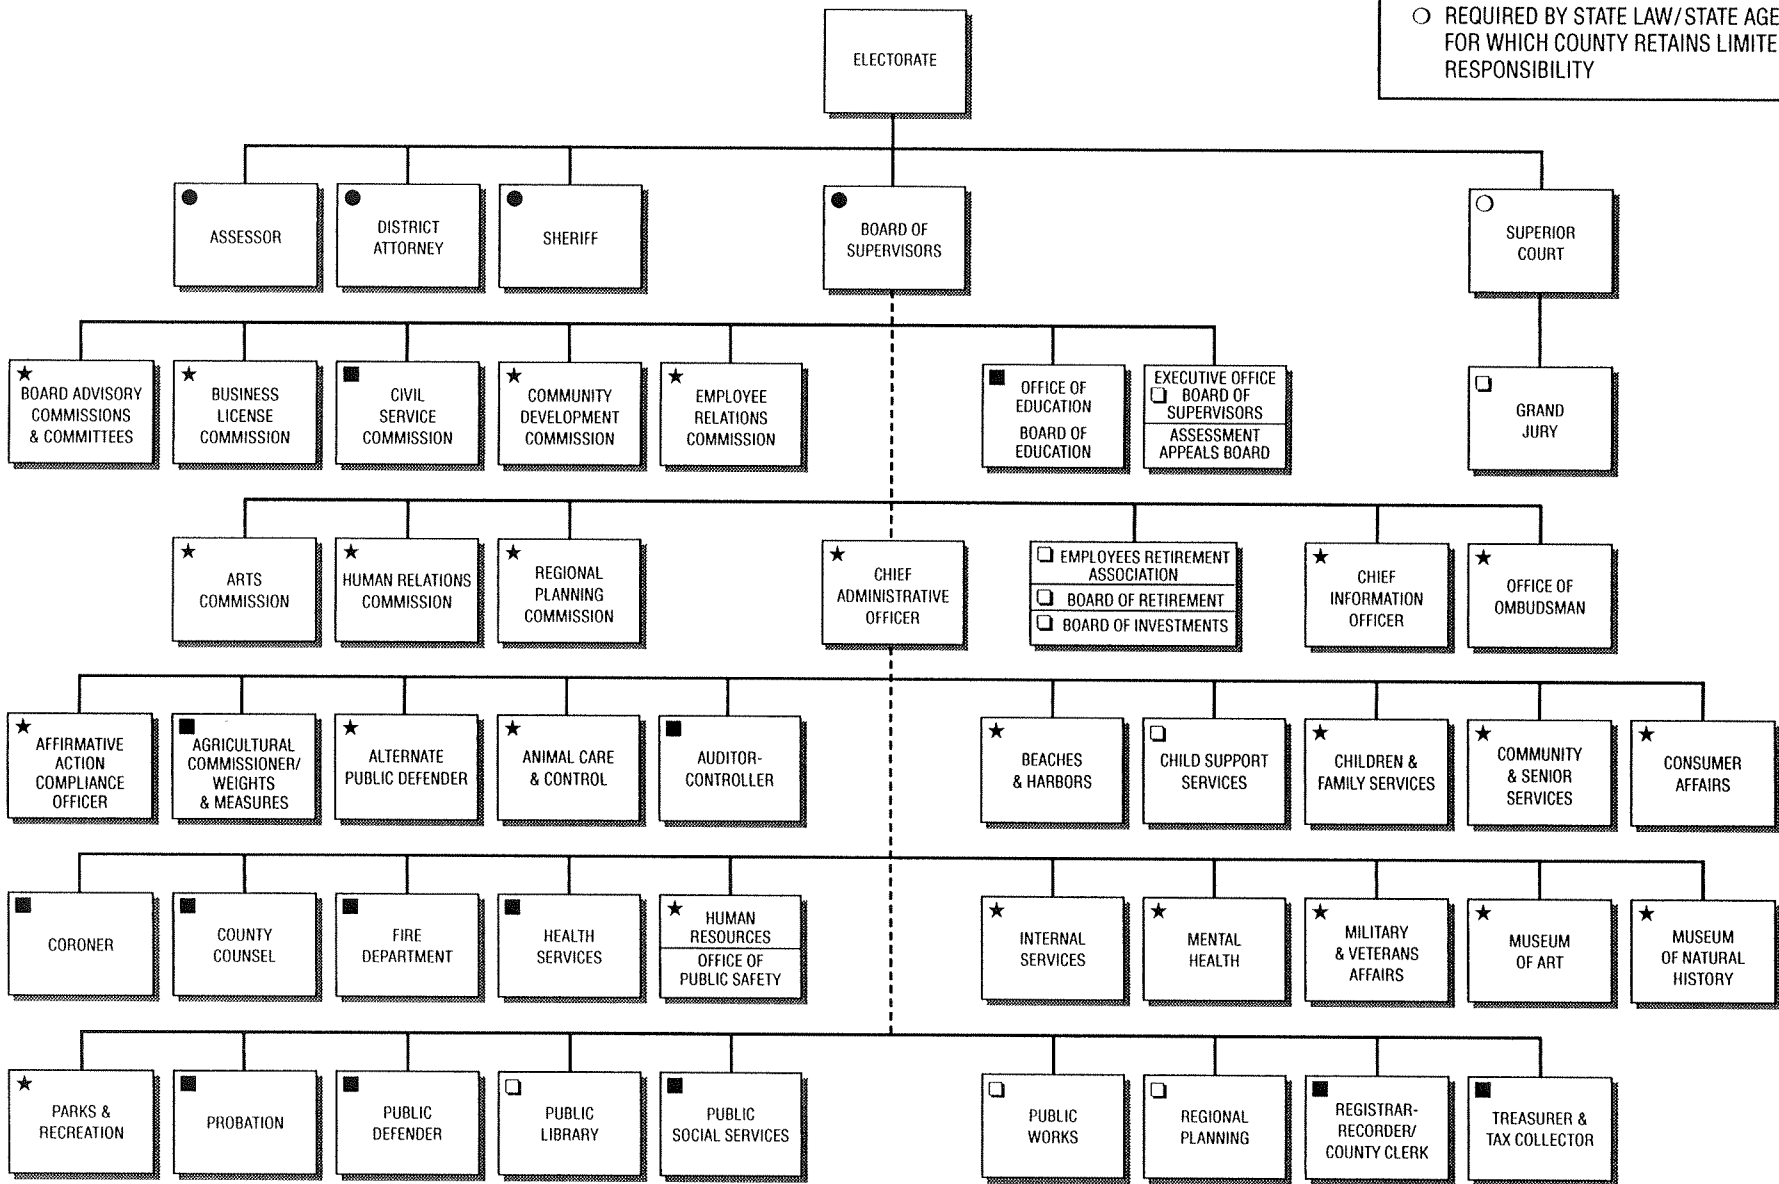 ○ REQUIRED BY STATE LAW/STATE
FOR WHICH COUNTY RETAINS
RESPONSIBILITY
ELECTORATE
ASSESSOR
DISTRICT
ATTORNEY
SHERIFF
BOARD OF
SUPERVISORS
SUPERIOR
COURT
BOARD ADVISORY
COMMISSIONS
& COMMITTEES
BUSINESS
LICENSE
COMMISSION
CIVIL
SERVICE
COMMISSION
COMMUNITY
DEVELOPMENT
COMMISSION
EMPLOYEE
RELATIONS
COMMISSION
OFFICE OF
EDUCATION
BOARD OF
EDUCATION
EXECUTIVE OFFICE
BOARD OF
SUPERVISORS
ASSESSMENT
APPEALS BOARD
GRAND
JURY
ARTS
COMMISSION
HUMAN RELATIONS
COMMISSION
REGIONAL
PLANNING
COMMISSION
CHIEF
ADMINISTRATIVE
OFFICER
EMPLOYEES RETIREMENT
ASSOCIATION
BOARD OF RETIREMENT
BOARD OF INVESTMENTS
CHIEF
INFORMATION
OFFICER
OFFICE OF
OMBUDSMAN
AFFIRMATIVE
ACTION
COMPLIANCE
OFFICER
AGRICULTURAL
COMMISSIONER/
WEIGHTS
& MEASURES
ALTERNATE
PUBLIC DEFENDER
ANIMAL CARE
& CONTROL
AUDITOR-
CONTROLLER
BEACHES
& HARBORS
CHILD SUPPORT
SERVICES
CHILDREN &
FAMILY SERVICES
COMMUNITY
& SENIOR
SERVICES
CONSUMER
AFFAIRS
CORONER
COUNTY
COUNSEL
FIRE
DEPARTMENT
HEALTH
SERVICES
HUMAN
RESOURCES
OFFICE OF
PUBLIC SAFETY
INTERNAL
SERVICES
MENTAL
HEALTH
MILITARY
& VETERANS
AFFAIRS
MUSEUM
OF ART
MUSEUM
OF NATURAL
HISTORY
PARKS &
RECREATION
PROBATION
PUBLIC
DEFENDER
PUBLIC
LIBRARY
PUBLIC
SOCIAL SERVICES
PUBLIC
WORKS
REGIONAL
PLANNING
REGISTRAR-
RECORDER/
COUNTY CLERK
TREASURER &
TAX COLLECTOR